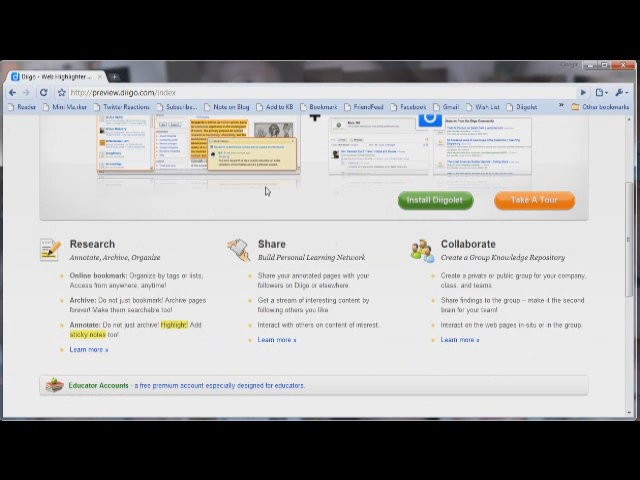 Diigo - Web Highlighter ...
http://preview.diigo.com/index
Reader Mini Marker Twitter Reactions Subscribe... Note on Blog Add to KB Bookmark FriendFeed Facebook Gmail Wish List Diigolet » Other bookmarks
Install Diigolet Take A Tour
Research
Annotate, Archive, Organize
Online bookmark: Organize by tags or lists;
Access from anywhere, anytime!
Archive: Do not just bookmark! Archive pages
forever! Make them searchable too!
Annotate: Do not just archive! Highlight! Add
sticky notes too!
Learn more »
Share
Build Personal Learning Network
Share your annotated pages with your
followers on Diigo or elsewhere.
Get a stream of interesting content by
following others you like
Interact with others on content of interest.
Learn more »
Collaborate
Create a Group Knowledge Repository
Create a private or public group for your company,
class, and teams.
Share findings to the group – make it the second
brain for your team!
Interact on the web pages in-situ or in the group.
Learn more »
Educator Accounts - a free premium account especially designed for educators.